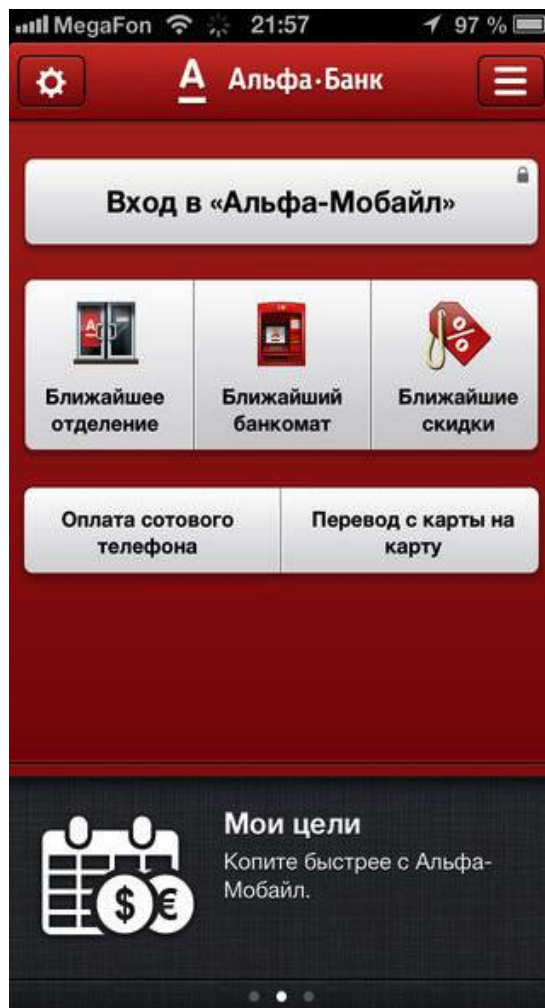 MegaFon 21:57 97 %
А Альфа·Банк
Вход в «Альфа-Мобайл»
Ближайшее
отделение
Ближайший
банкомат
Ближайшие
скидки
Оплата сотового
телефона
Перевод с карты на
карту
Мои цели
Копите быстрее с Альфа-
Мобайл.